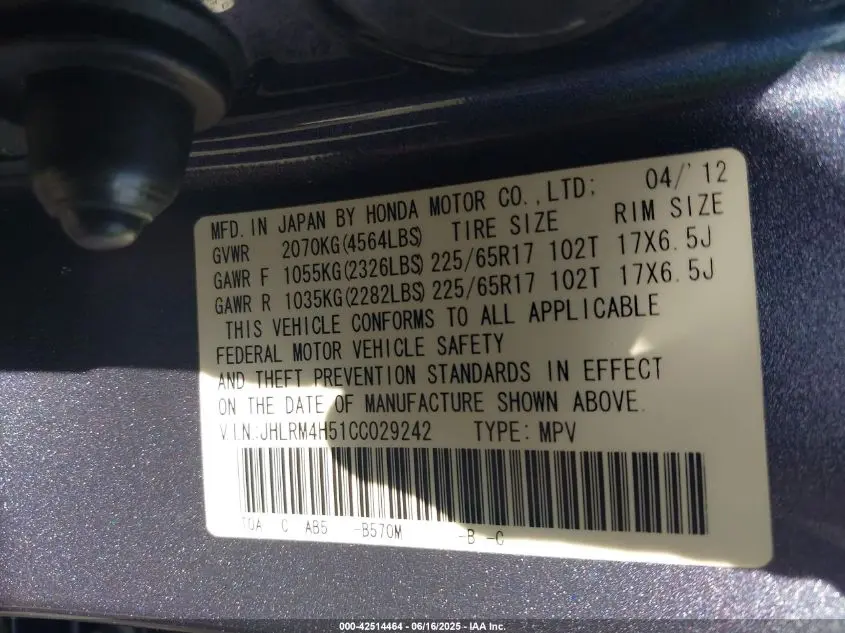 MFD. IN JAPAN BY HONDA MOTOR CO., LTD; 04/'12
GVWR 2070KG(4564LBS) TIRE SIZE RIM SIZE
GAWR F 1055KG(2326LBS) 225/65R17 102T 17X6.5J
GAWR R 1035KG(2282LBS) 225/65R17 102T 17X6.5J
THIS VEHICLE CONFORMS TO ALL APPLICABLE
FEDERAL MOTOR VEHICLE SAFETY
AND THEFT PREVENTION STANDARDS IN EFFECT
ON THE DATE OF MANUFACTURE SHOWN ABOVE.
VIN:JHLRM4H51CC029242 TYPE: MPV
T0A C AB5 -B570M -B -C
000-42514464 - 06/16/2025 - IAA Inc.